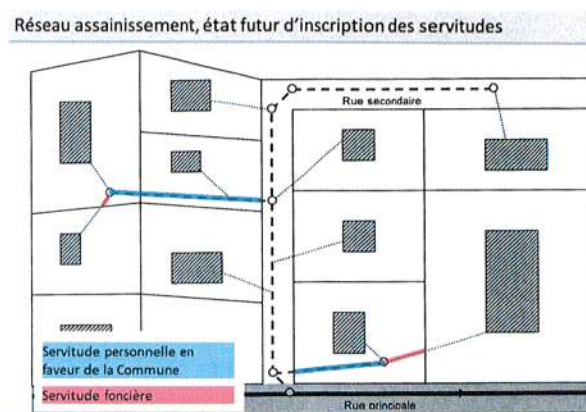 Réseau assainissement, état futur d'inscription des servitudes
Rue secondaire
Servitude personnelle en
faveur de la Commune
Servitude foncière
Rue principale